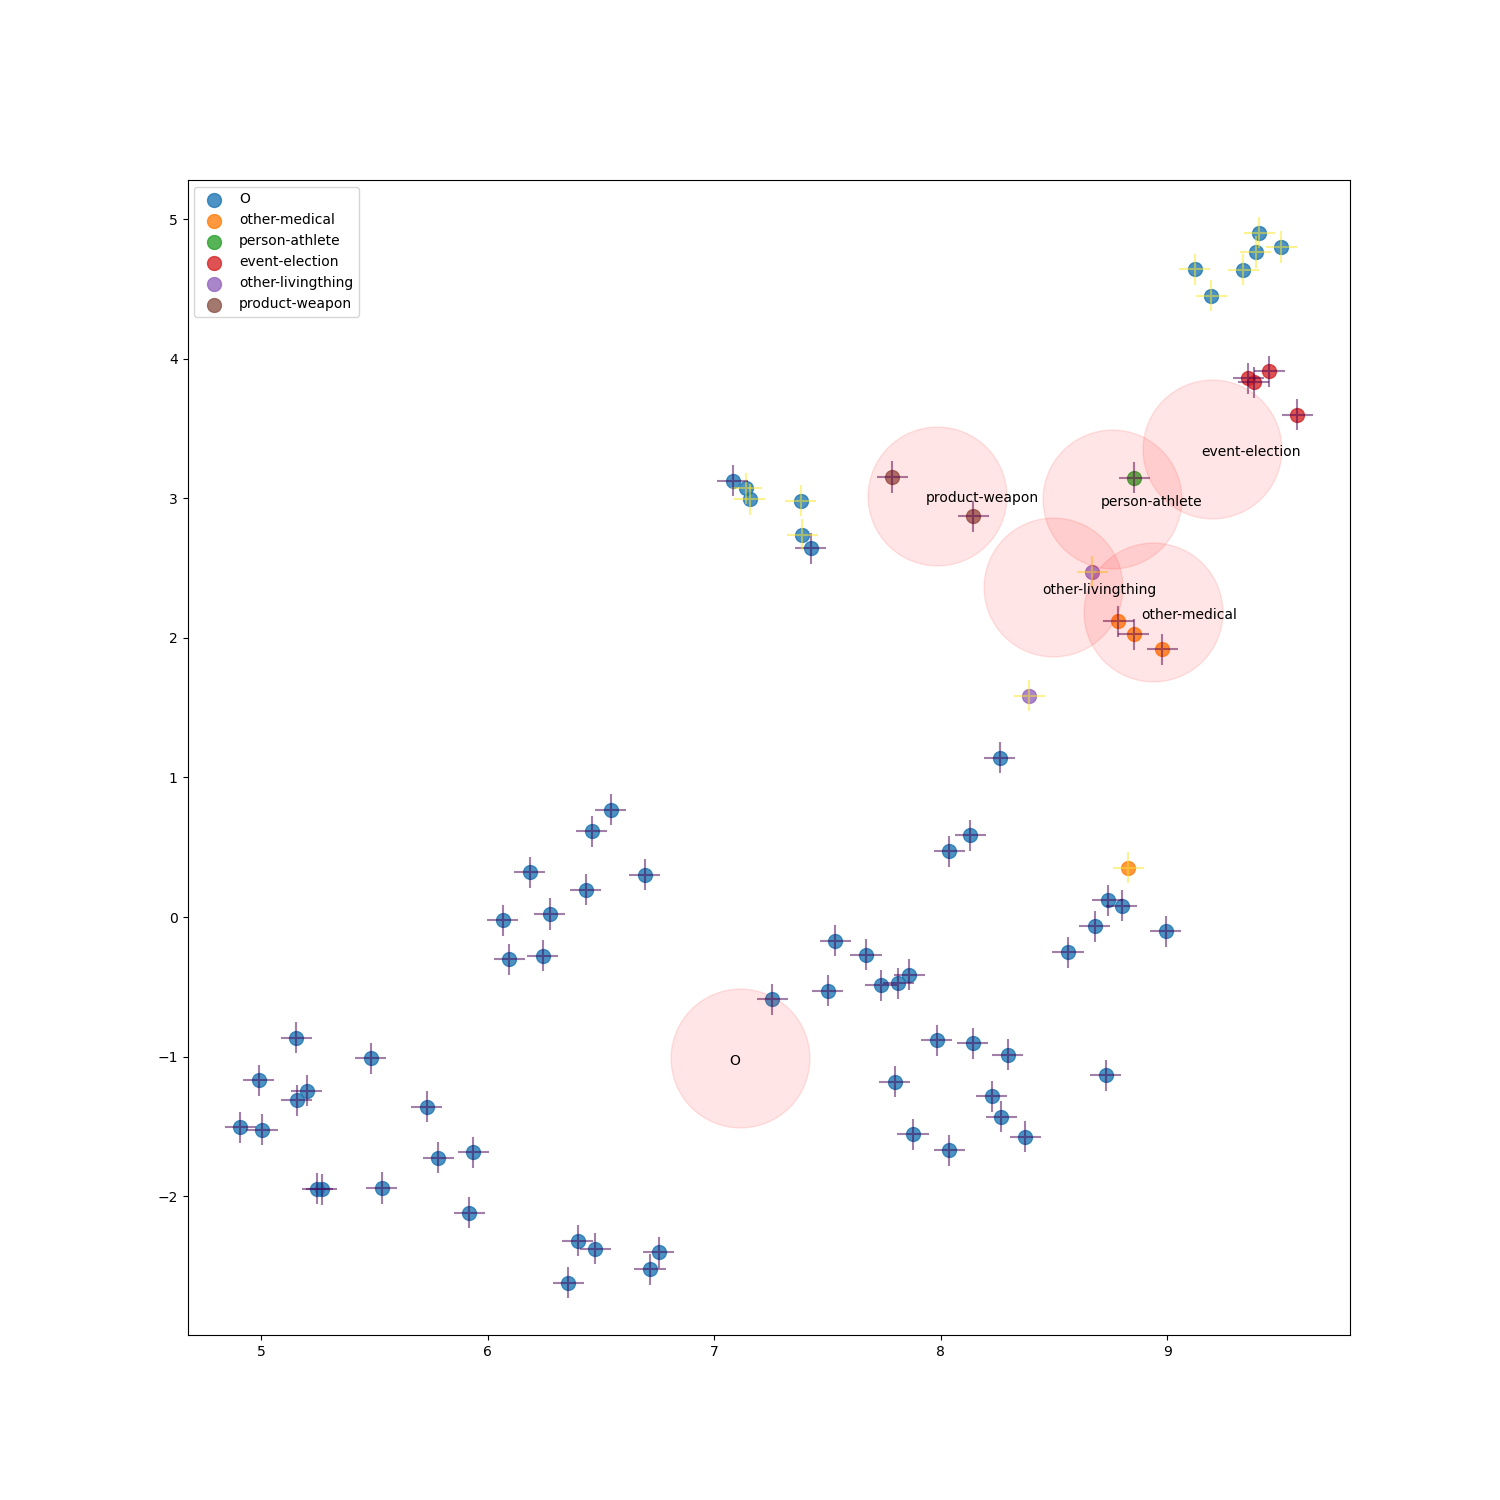 O
other-medical
person-athlete
event-election
other-livingthing
product-weapon
5
4
3
2
1
0
−1
−2
event-election
product-weapon
person-athlete
other-livingthing
other-medical
O
5 6 7 8 9